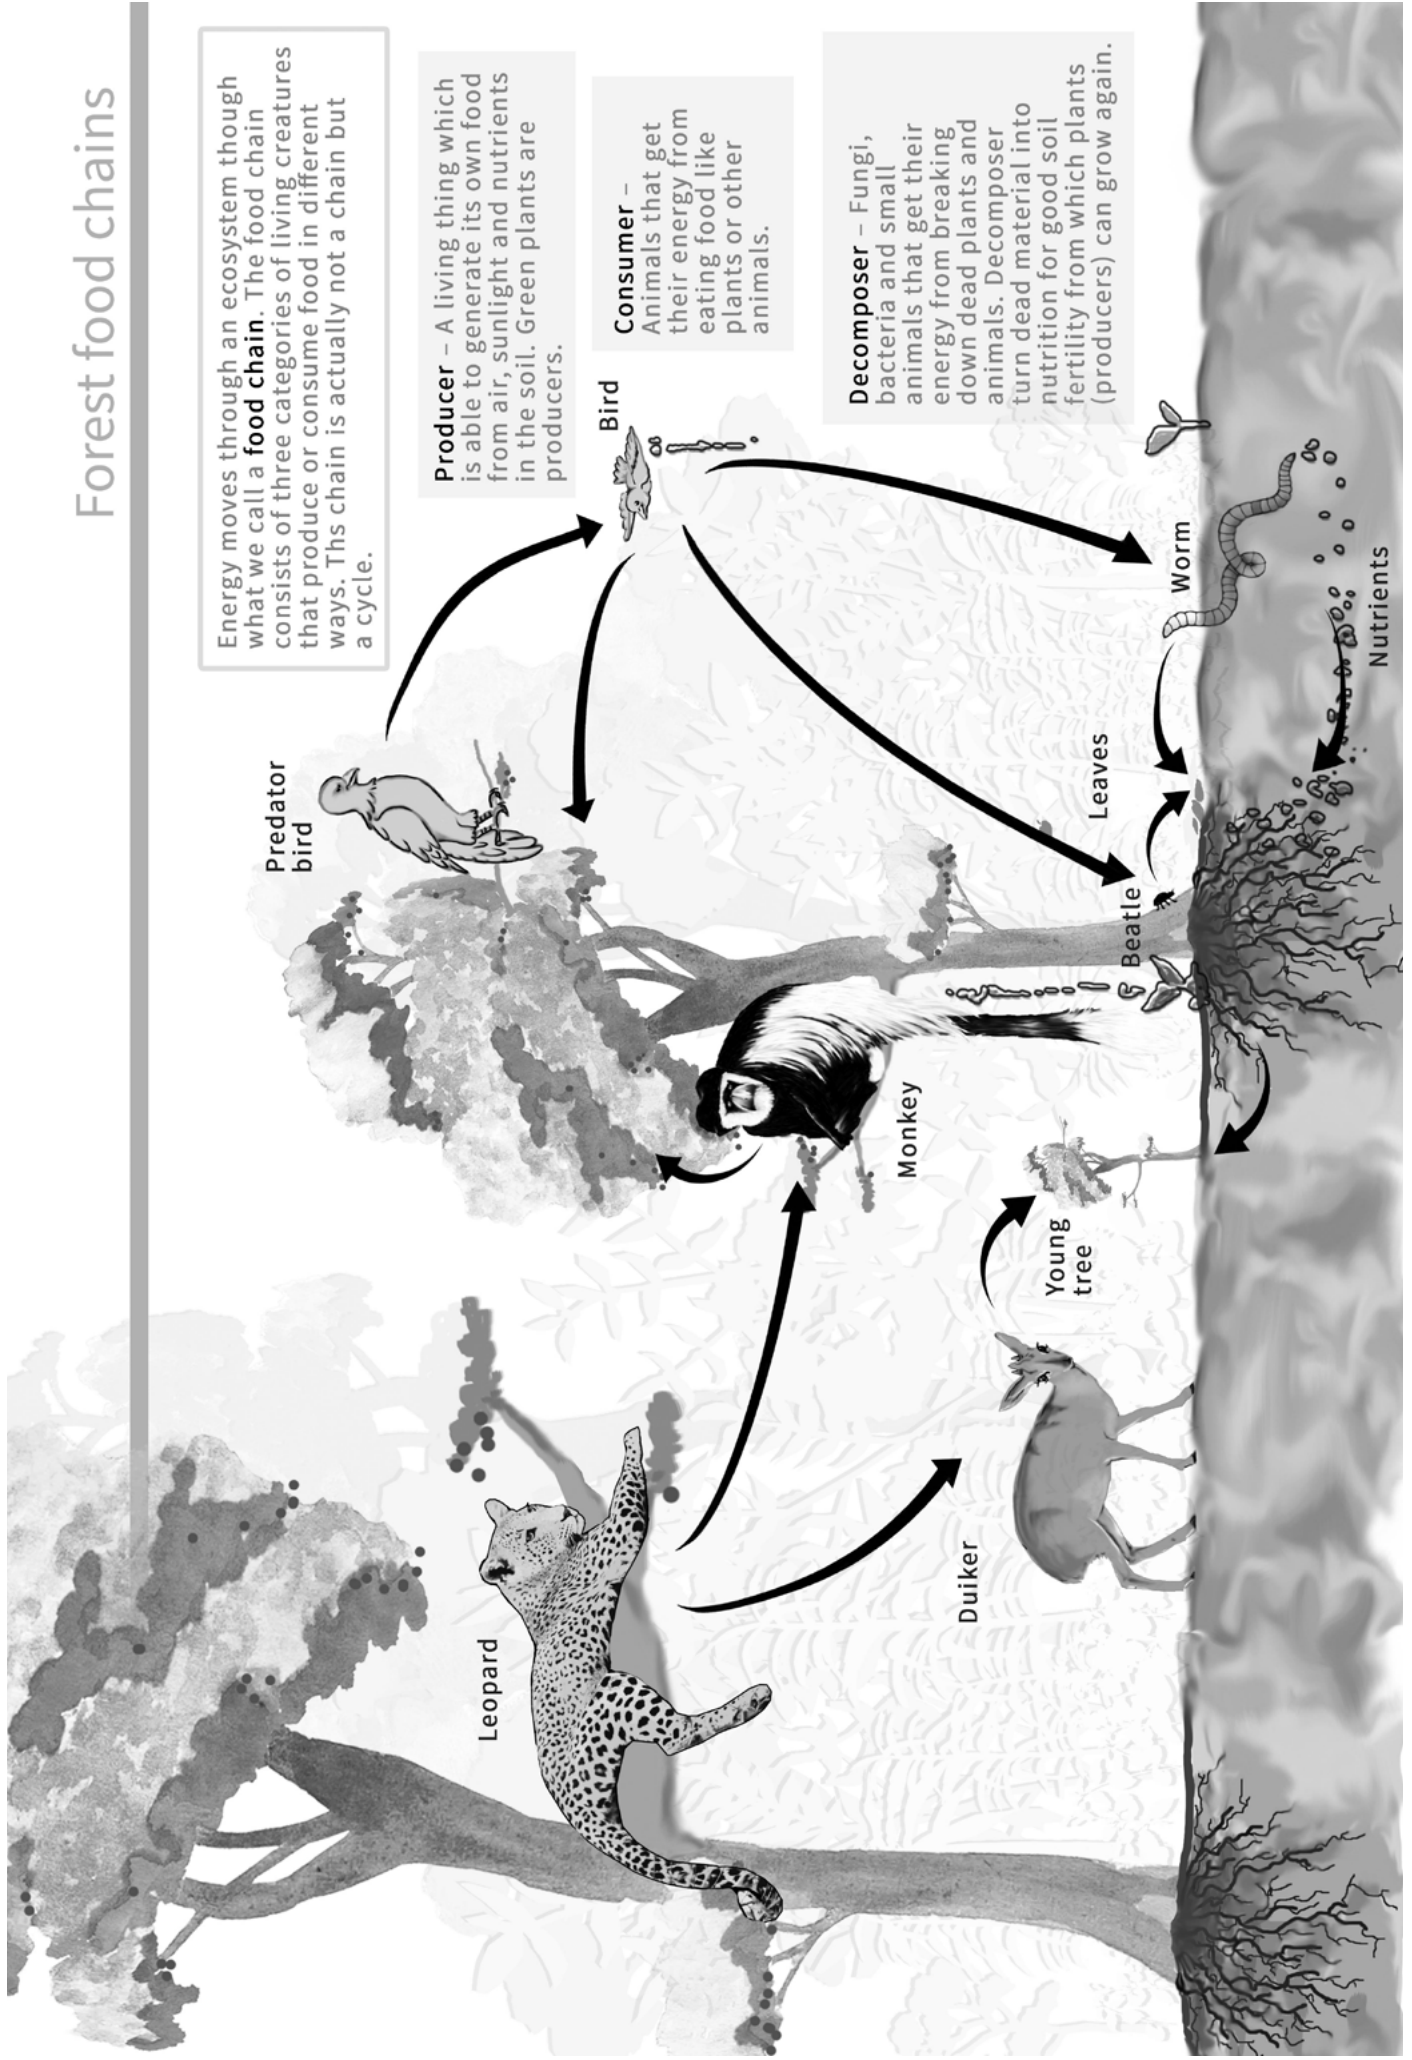 Forest food chains
Energy moves through an ecosystem though
what we call a food chain. The food chain
consists of three categories of living creatures
that produce or consume food in different
ways. Ths chain is actually not a chain but
a cycle.
Producer – A living thing which
is able to generate its own food
from air, sunlight and nutrients
in the soil. Green plants are
producers.
Consumer –
Animals that get
their energy from
eating food like
plants or other
animals.
Decomposer – Fungi,
bacteria and small
animals that get their
energy from breaking
down dead plants and
animals. Decomposer
turn dead material into
nutrition for good soil
fertility from which plants
(producers) can grow again.
Predator
bird
Bird
Leopard
Monkey
Duiker
Young
tree
Beatle
Leaves
Worm
Nutrients